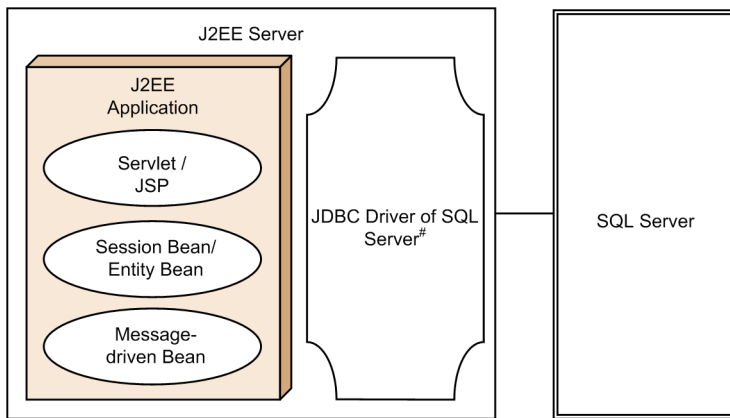 J2EE Server
J2EE
Application
Servlet /
JSP
Session Bean/
Entity Bean
Message-
driven Bean
JDBC Driver of SQL
Server#
SQL Server